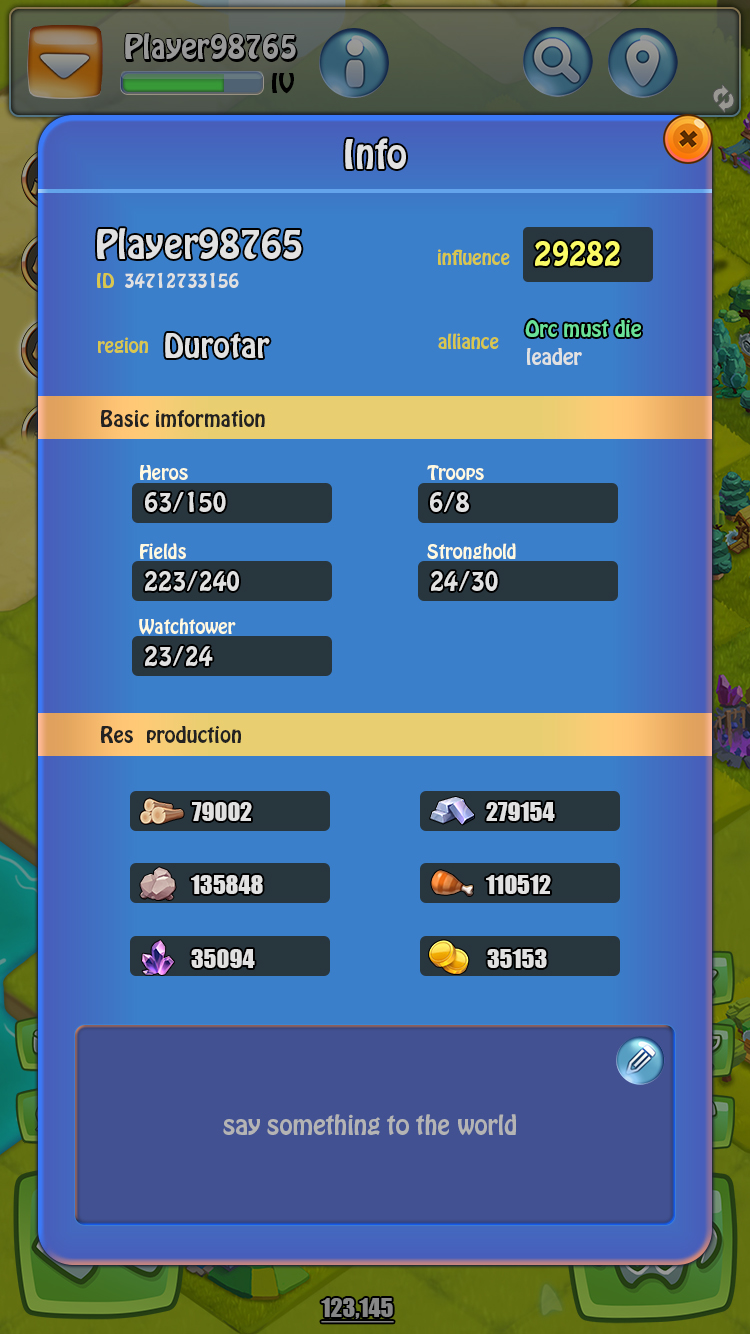 Player98765
IV
Info
Player98765
influence 29282
ID 34712733156
region Durotar
alliance Orc must die
leader
Basic imformation
Heros Troops
63/150 6/8
Fields Stronghold
223/240 24/30
Watchtower
23/24
Res production
79002 279154
135848 110512
35094 35153
say something to the world
123,145